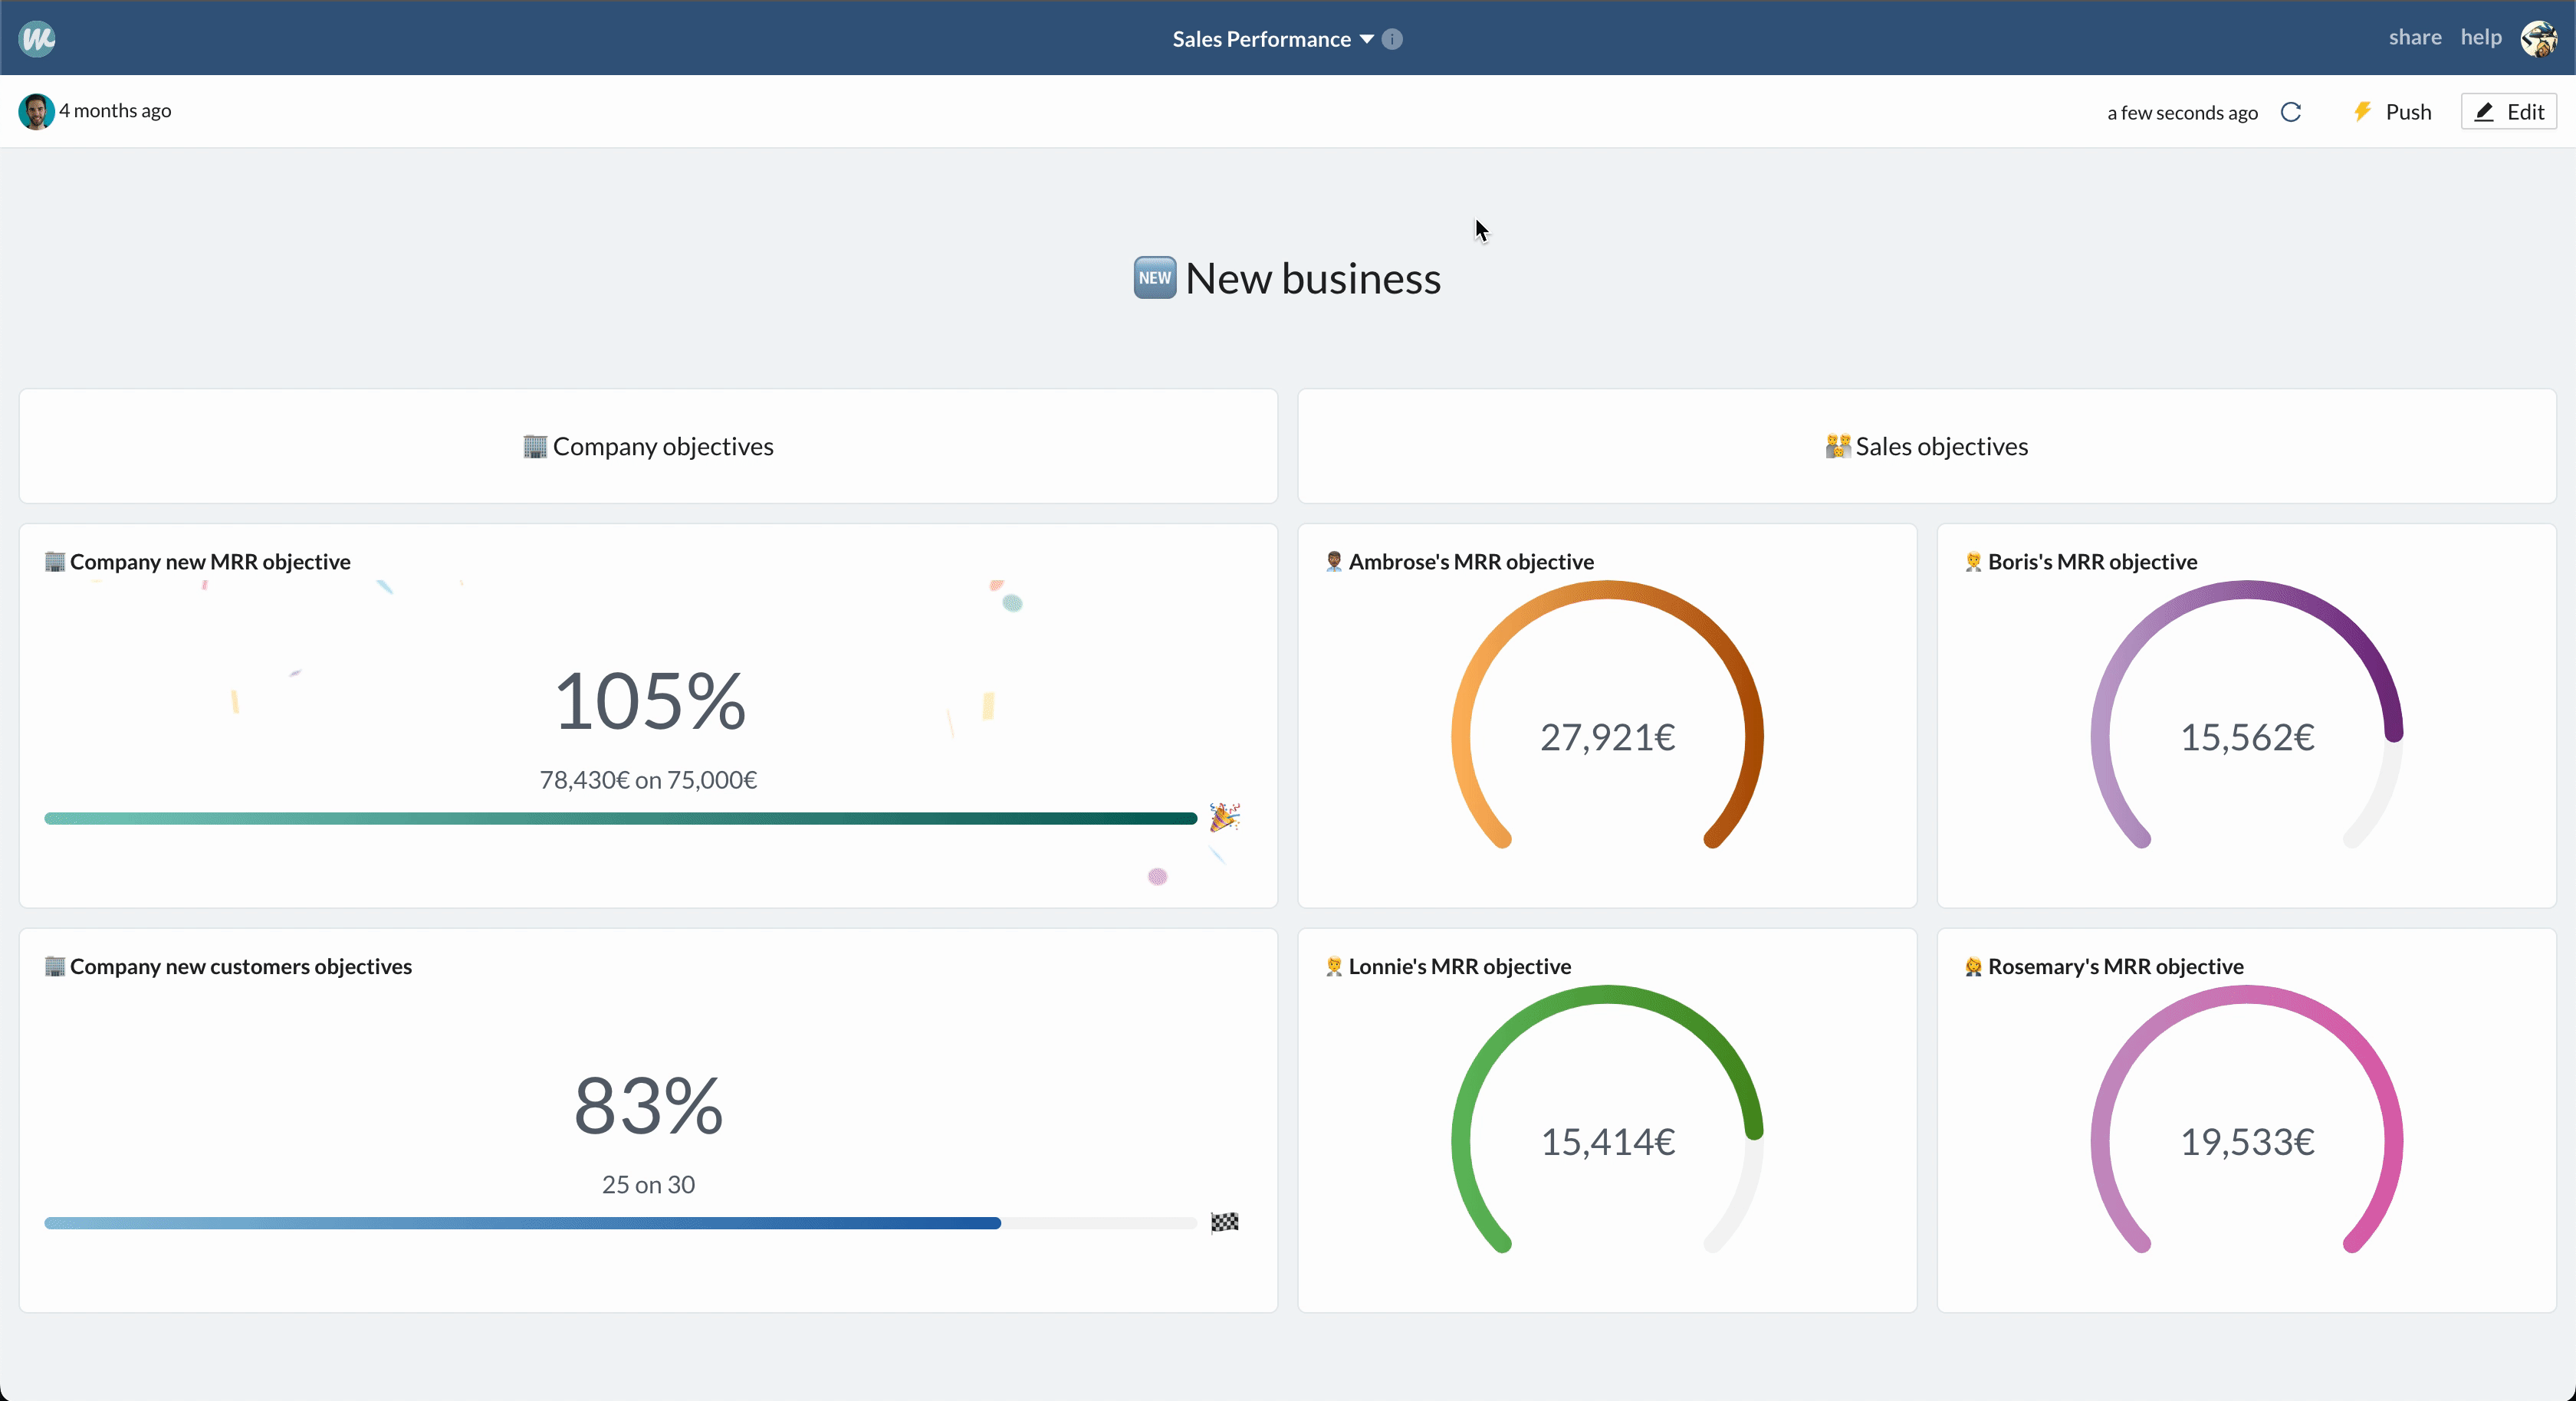 Sales Performance
share help
4 months ago
a few seconds ago
Push
Edit
NEW New business
Company objectives
Sales objectives
Company new MRR objective
105%
78,430€ on 75,000€
Ambrose's MRR objective
27,921€
Boris's MRR objective
15,562€
Company new customers objectives
83%
25 on 30
Lonnie's MRR objective
15,414€
Rosemary's MRR objective
19,533€